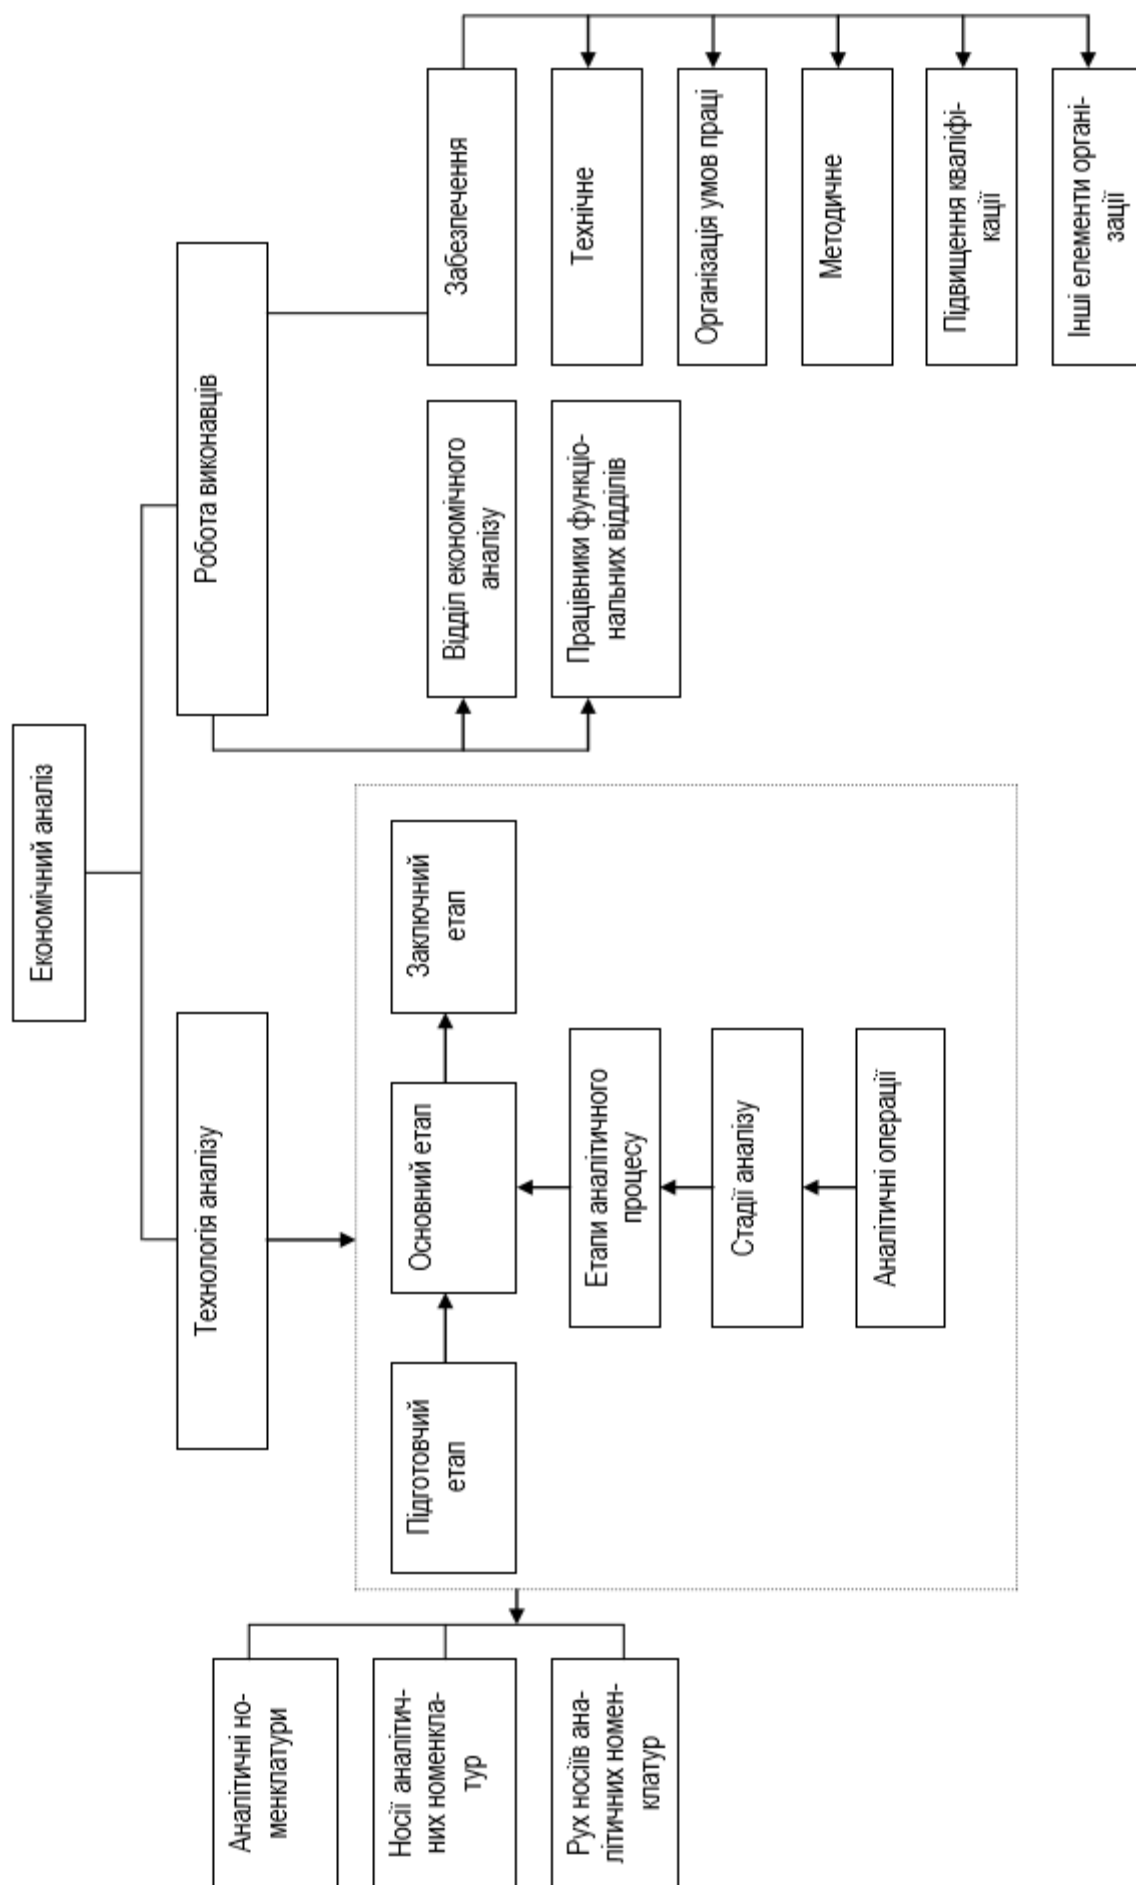 Економічний аналіз
Технологія аналізу
Робота виконавців
Аналітичні но-
менклатури
Носії аналітич-
них номенкла-
тур
Рух носіїв ана-
літичних номен-
клатур
Підготовчий
етап
Основний етап
Заключний
етап
Етапи аналітичного
процесу
Стадії аналізу
Аналітичні операції
Відділ економічного
аналізу
Працівники функціо-
нальних відділів
Забезпечення
Технічне
Організація умов праці
Методичне
Підвищення кваліфі-
кації
Інші елементи органі-
зації